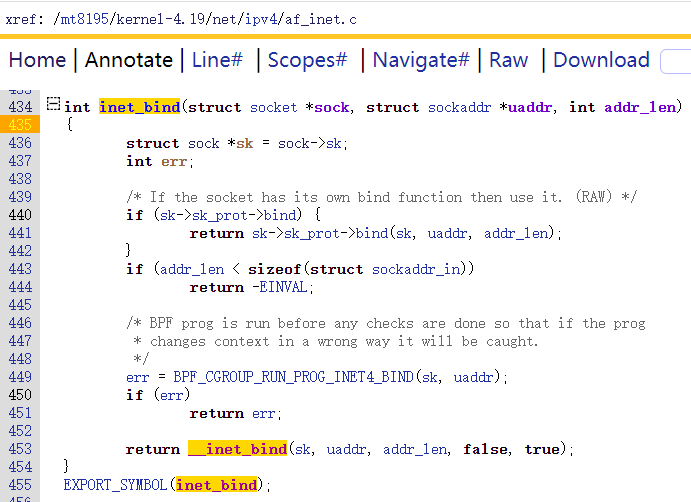 xref: /mt8195/kernel-4.19/net/ipv4/af_inet.c
Home | Annotate | Line# | Scopes# | Navigate# | Raw | Download
433
434 int inet_bind(struct socket *sock, struct sockaddr *uaddr, int addr_len)
435 {
436 struct sock *sk = sock->sk;
437 int err;
438
439 /* If the socket has its own bind function then use it. (RAW) */
440 if (sk->sk_prot->bind) {
441 return sk->sk_prot->bind(sk, uaddr, addr_len);
442 }
443 if (addr_len < sizeof(struct sockaddr_in))
444 return -EINVAL;
445
446 /* BPF prog is run before any checks are done so that if the prog
447 * changes context in a wrong way it will be caught.
448 */
449 err = BPF_CGROUP_RUN_PROG_INET4_BIND(sk, uaddr);
450 if (err)
451 return err;
452
453 return __inet_bind(sk, uaddr, addr_len, false, true);
454 }
455 EXPORT_SYMBOL(inet_bind);
456